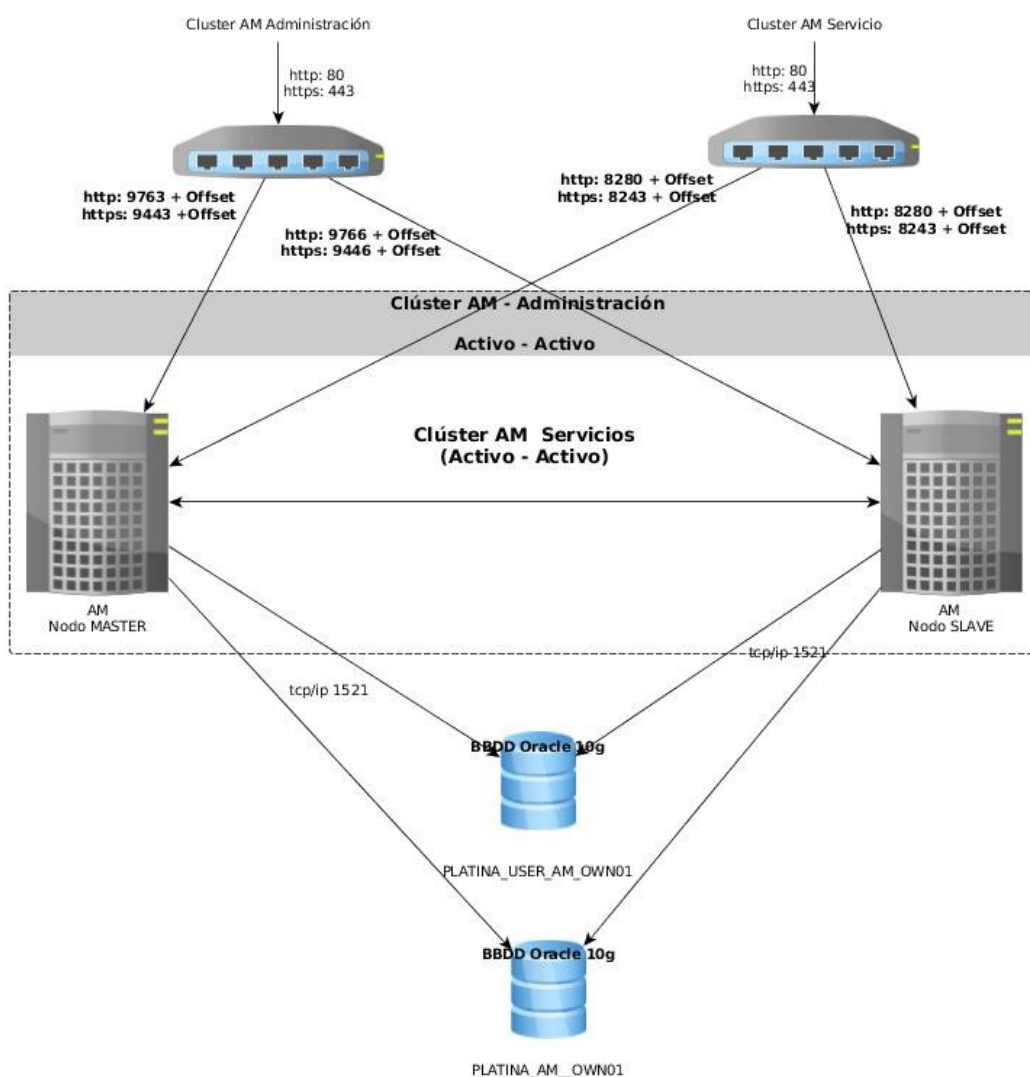 Cluster AM Administración
Cluster AM Servicio
http: 80
https: 443
http: 80
https: 443
http: 9763 + Offset
https: 9443 +Offset
http: 9766 + Offset
https: 9446 + Offset
http: 8280 + Offset
https: 8243 + Offset
http: 8280 + Offset
https: 8243 + Offset
Clúster AM - Administración
Activo - Activo
Clúster AM Servicios
(Activo - Activo)
AM
Nodo MASTER
AM
Nodo SLAVE
tcp/ip 1521
tcp/ip 1521
BBDD Oracle 10g
PLATINA_USER_AM_OWN01
BBDD Oracle 10g
PLATINA_AM__OWN01